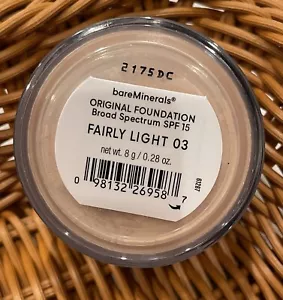 2175DC
bareMinerals®
ORIGINAL FOUNDATION
Broad Spectrum SPF 15
FAIRLY LIGHT 03
net wt. 8 g / 0.28 oz.
0 98132 26958 7